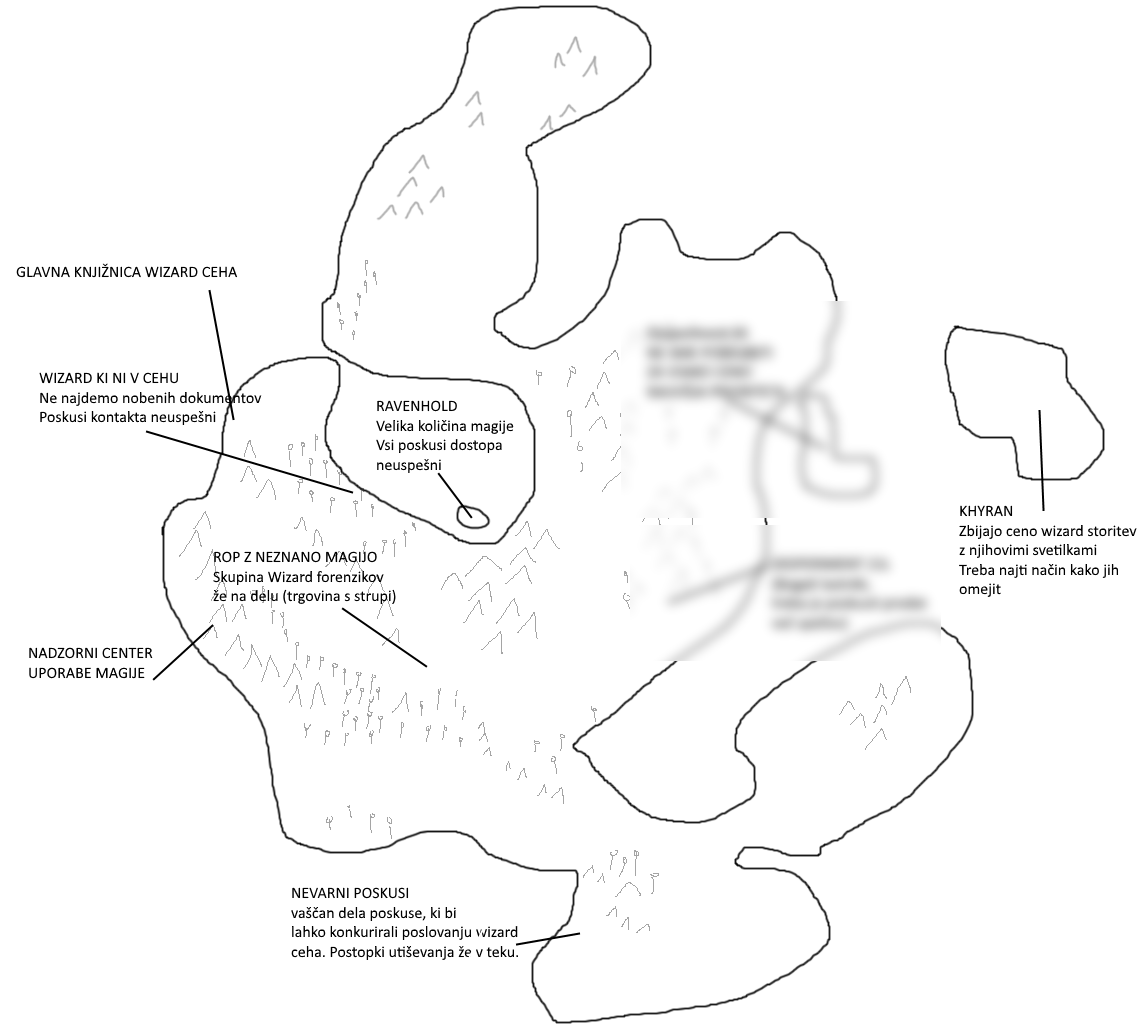 GLAVNA KNJIŽNICA WIZARD CEHA
WIZARD KI NI V CEHU
Ne najdemo nobenih dokumentov
Poskusi kontakta neuspešni
RAVENHOLD
Velika količina magije
Vsi poskusi dostopa
neuspešni
KHYRAN
Zbijajo ceno wizard storitev
z njihovimi svetilkami
Treba najti način kako jih
omejit
ROP Z NEZNANO MAGIJO
Skupina Wizard forenzikov
že na delu (trgovina s strupi)
NADZORNI CENTER
UPORABE MAGIJE
NEVARNI POSKUSI
vaščan dela poskuse, ki bi
lahko konkurirali poslovanju wizard
ceha. Postopki utiševanja že v teku.